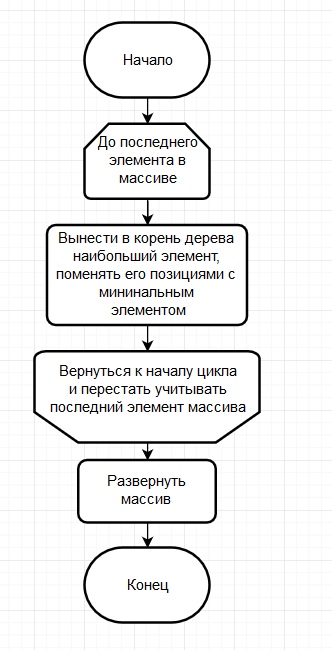 Начало
До последнего
элемента в
массиве
Вынести в корень дерева
наибольший элемент,
поменять его позициями с
мининальным
элементом
Вернуться к началу цикла
и перестать учитывать
последний элемент массива
Развернуть
массив
Конец